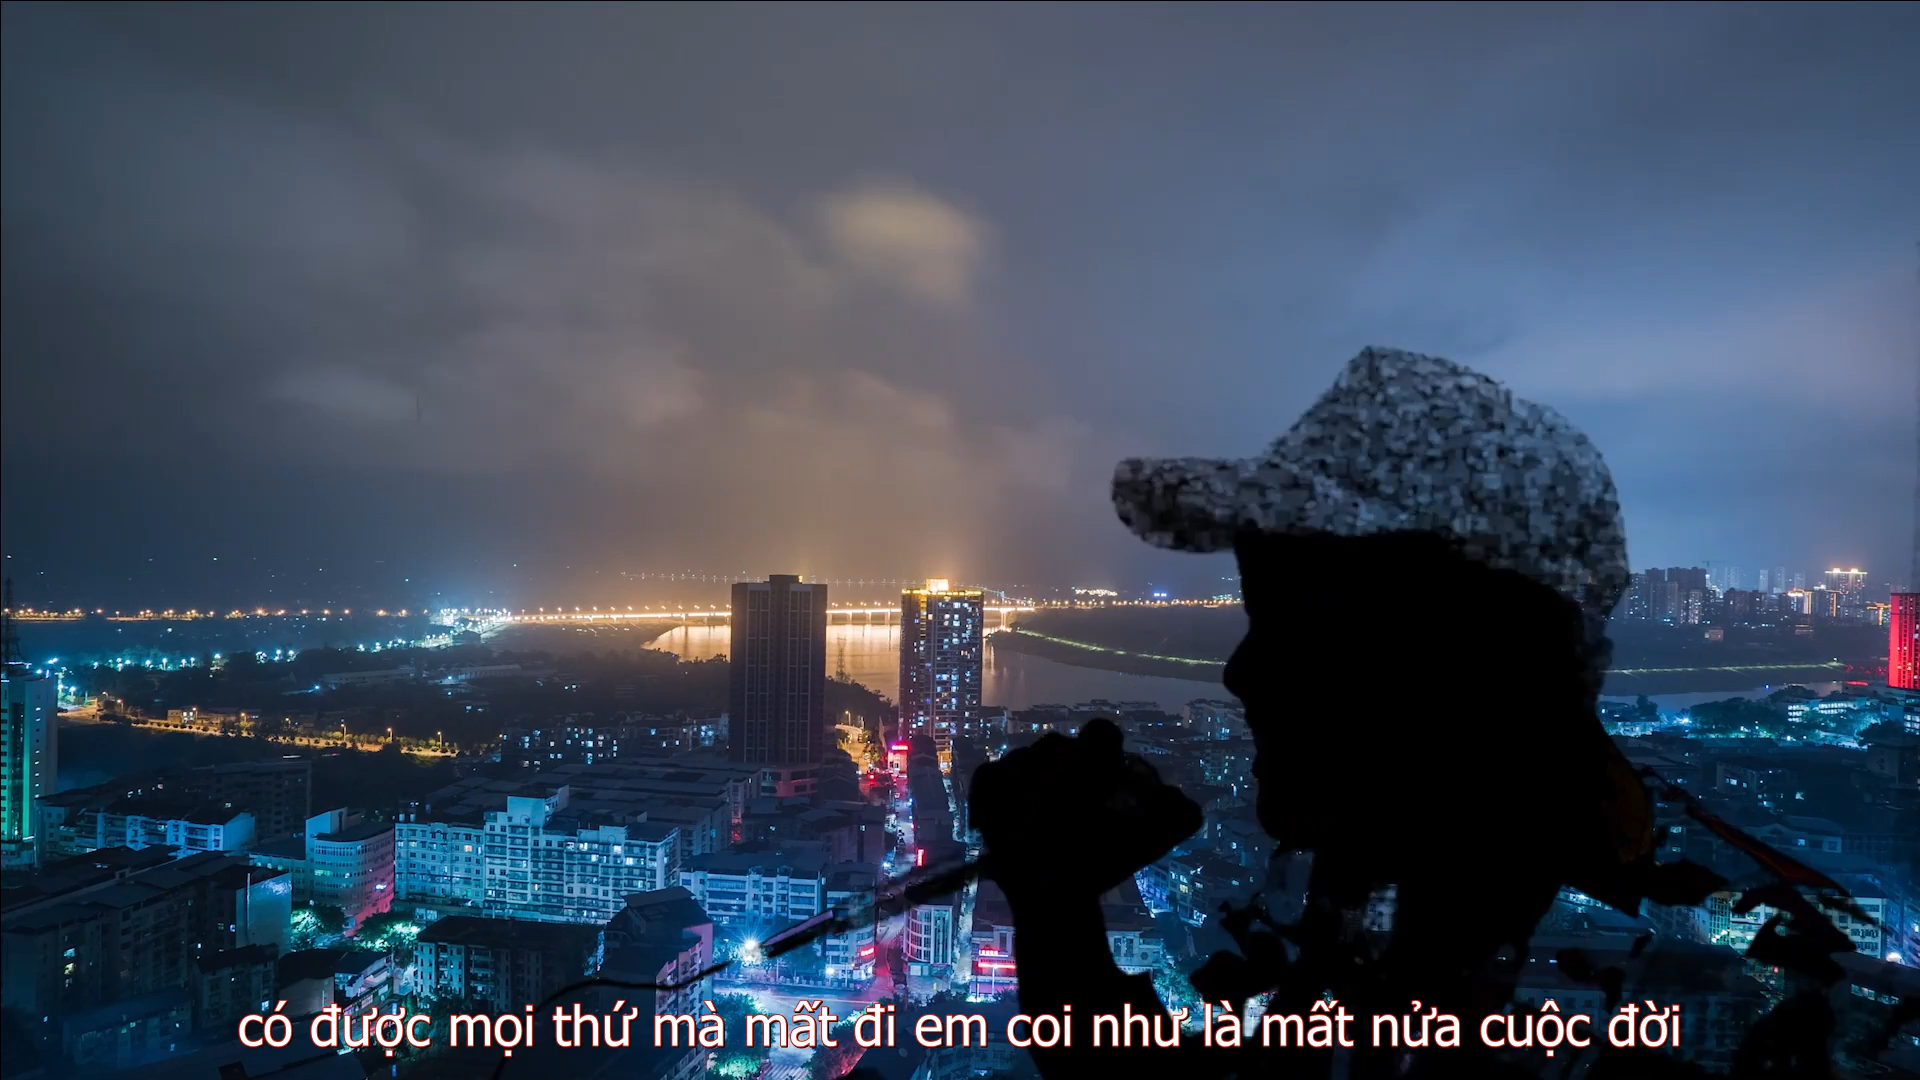 có được mọi thứ mà mất đi em coi như là mất nửa cuộc đời